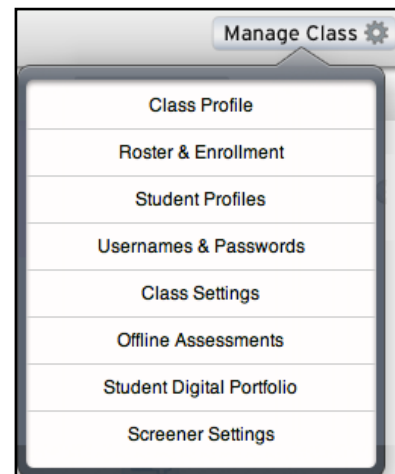 Manage Class
Class Profile
Roster & Enrollment
Student Profiles
Usernames & Passwords
Class Settings
Offline Assessments
Student Digital Portfolio
Screener Settings